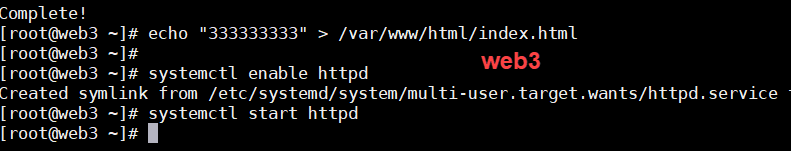 Complete!
[root@web3 ~]# echo "333333333" > /var/www/html/index.html
[root@web3 ~]#
web3
[root@web3 ~]# systemctl enable httpd
Created symlink from /etc/systemd/system/multi-user.target.wants/httpd.service
[root@web3 ~]# systemctl start httpd
[root@web3 ~]#